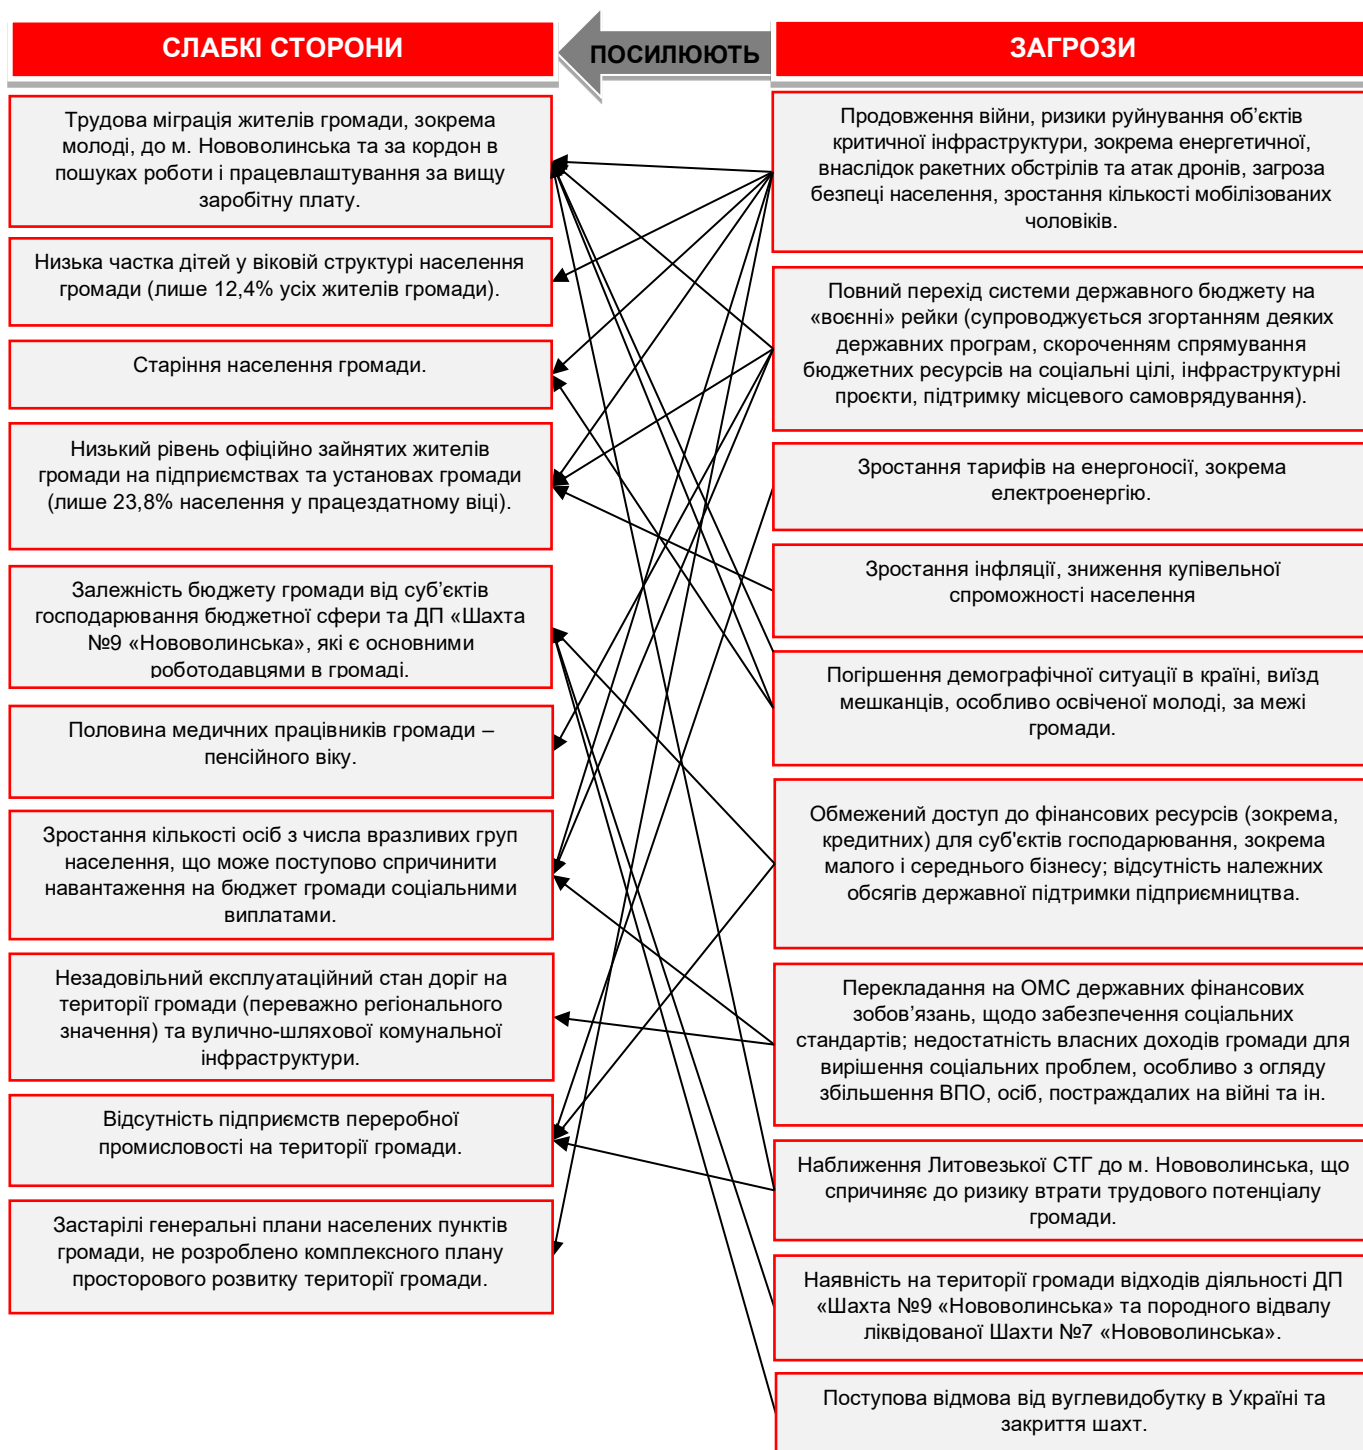 СЛАБКІ СТОРОНИ
ПОСИЛЮЮТЬ
ЗАГРОЗИ
Трудова міграція жителів громади, зокрема
молоді, до м. Нововолинська та за кордон в
пошуках роботи і працевлаштування за вищу
заробітну плату.
Низька частка дітей у віковій структурі населення
громади (лише 12,4% усіх жителів громади).
Старіння населення громади.
Низький рівень офіційно зайнятих жителів
громади на підприємствах та установах громади
(лише 23,8% населення у працездатному віці).
Залежність бюджету громади від суб’єктів
господарювання бюджетної сфери та ДП «Шахта
№9 «Нововолинська», які є основними
роботодавцями в громаді.
Половина медичних працівників громади –
пенсійного віку.
Зростання кількості осіб з числа вразливих груп
населення, що може поступово спричинити
навантаження на бюджет громади соціальними
виплатами.
Незадовільний експлуатаційний стан доріг на
території громади (переважно регіонального
значення) та вулично-шляхової комунальної
інфраструктури.
Відсутність підприємств переробної
промисловості на території громади.
Застарілі генеральні плани населених пунктів
громади, не розроблено комплексного плану
просторового розвитку території громади.
Продовження війни, ризики руйнування об’єктів
критичної інфраструктури, зокрема енергетичної,
внаслідок ракетних обстрілів та атак дронів, загроза
безпеці населення, зростання кількості мобілізованих
чоловіків.
Повний перехід системи державного бюджету на
«воєнні» рейки (супроводжується згортанням деяких
державних програм, скороченням спрямування
бюджетних ресурсів на соціальні цілі, інфраструктурні
проєкти, підтримку місцевого самоврядування).
Зростання тарифів на енергоносії, зокрема
електроенергію.
Зростання інфляції, зниження купівельної
спроможності населення
Погіршення демографічної ситуації в країні, виїзд
мешканців, особливо освіченої молоді, за межі
громади.
Обмежений доступ до фінансових ресурсів (зокрема,
кредитних) для суб'єктів господарювання, зокрема
малого і середнього бізнесу; відсутність належних
обсягів державної підтримки підприємництва.
Перекладання на ОМС державних фінансових
зобов’язань, щодо забезпечення соціальних
стандартів; недостатність власних доходів громади для
вирішення соціальних проблем, особливо з огляду
збільшення ВПО, осіб, постраждалих на війні та ін.
Наближення Литовезької СТГ до м. Нововолинська, що
спричиняє до ризику втрати трудового потенціалу
громади.
Наявність на території громади відходів діяльності ДП
«Шахта №9 «Нововолинська» та породного відвалу
ліквідованої Шахти №7 «Нововолинська».
Поступова відмова від вуглевидобутку в Україні та
закриття шахт.